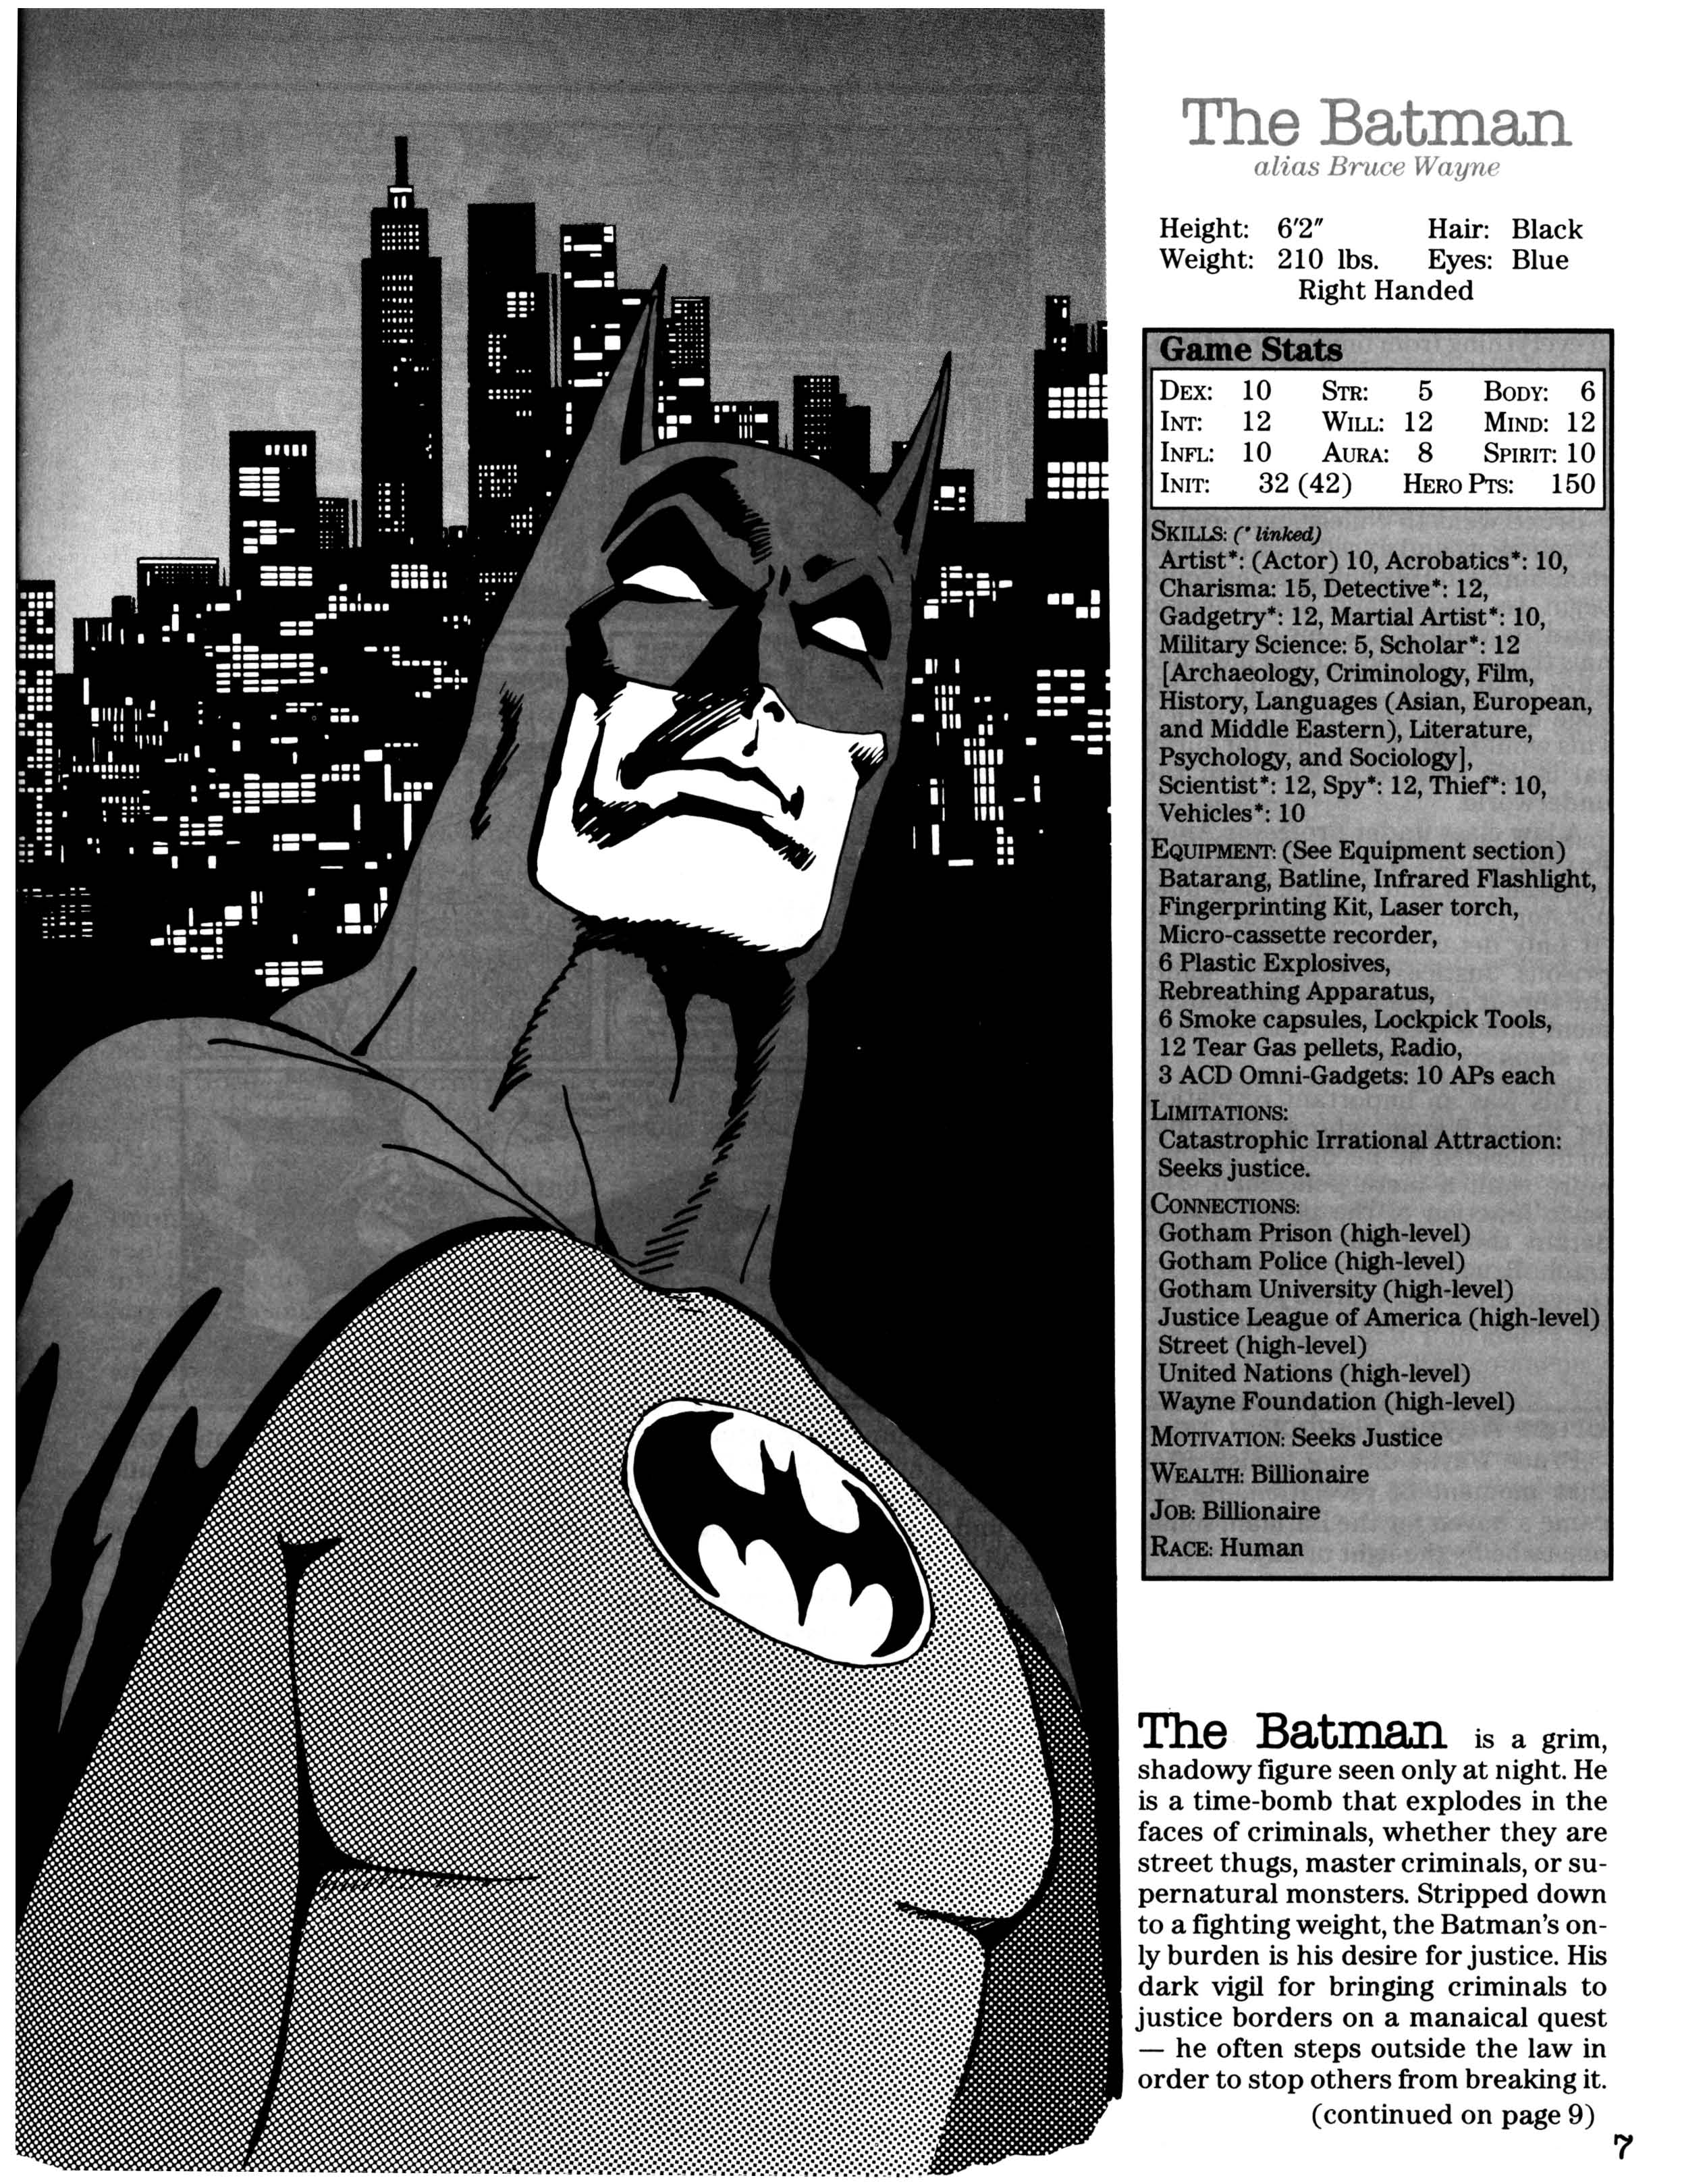 The Batman
alias Bruce Wayne
Height: 6'2" Hair: Black
Weight: 210 lbs. Eyes: Blue
Right Handed
Game Stats
DEX: 10 STR: 5 BODY: 6
INT: 12 WILL: 12 MIND: 12
INFL: 10 AURA: 8 SPIRIT: 10
INIT: 32 (42) HERO PTS: 150
SKILLS: (* linked)
Artist*: (Actor) 10, Acrobatics*: 10,
Charisma: 15, Detective*: 12,
Gadgetry*: 12, Martial Artist*: 10,
Military Science: 5, Scholar*: 12
[Archaeology, Criminology, Film,
History, Languages (Asian, European,
and Middle Eastern), Literature,
Psychology, and Sociology],
Scientist*: 12, Spy*: 12, Thief*: 10,
Vehicles*: 10
EQUIPMENT: (See Equipment section)
Batarang, Batline, Infrared Flashlight,
Fingerprinting Kit, Laser torch,
Micro-cassette recorder,
6 Plastic Explosives,
Rebreathing Apparatus,
6 Smoke capsules, Lockpick Tools,
12 Tear Gas pellets, Radio,
3 ACD Omni-Gadgets: 10 APs each
LIMITATIONS:
Catastrophic Irrational Attraction:
Seeks justice.
CONNECTIONS:
Gotham Prison (high-level)
Gotham Police (high-level)
Gotham University (high-level)
Justice League of America (high-level)
Street (high-level)
United Nations (high-level)
Wayne Foundation (high-level)
MOTIVATION: Seeks Justice
WEALTH: Billionaire
JOB: Billionaire
RACE: Human
The Batman is a grim,
shadowy figure seen only at night. He
is a time-bomb that explodes in the
faces of criminals, whether they are
street thugs, master criminals, or su-
pernatural monsters. Stripped down
to a fighting weight, the Batman's on-
ly burden is his desire for justice. His
dark vigil for bringing criminals to
justice borders on a manaical quest
— he often steps outside the law in
order to stop others from breaking it.
(continued on page 9)
7